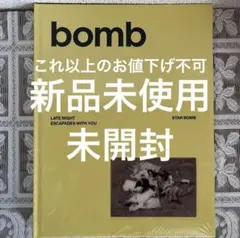 bomb
これ以上のお値下げ不可
新品未使用
LATE NIGHT
ESCAPADES WITH YOU
STAR BOMB
未開封